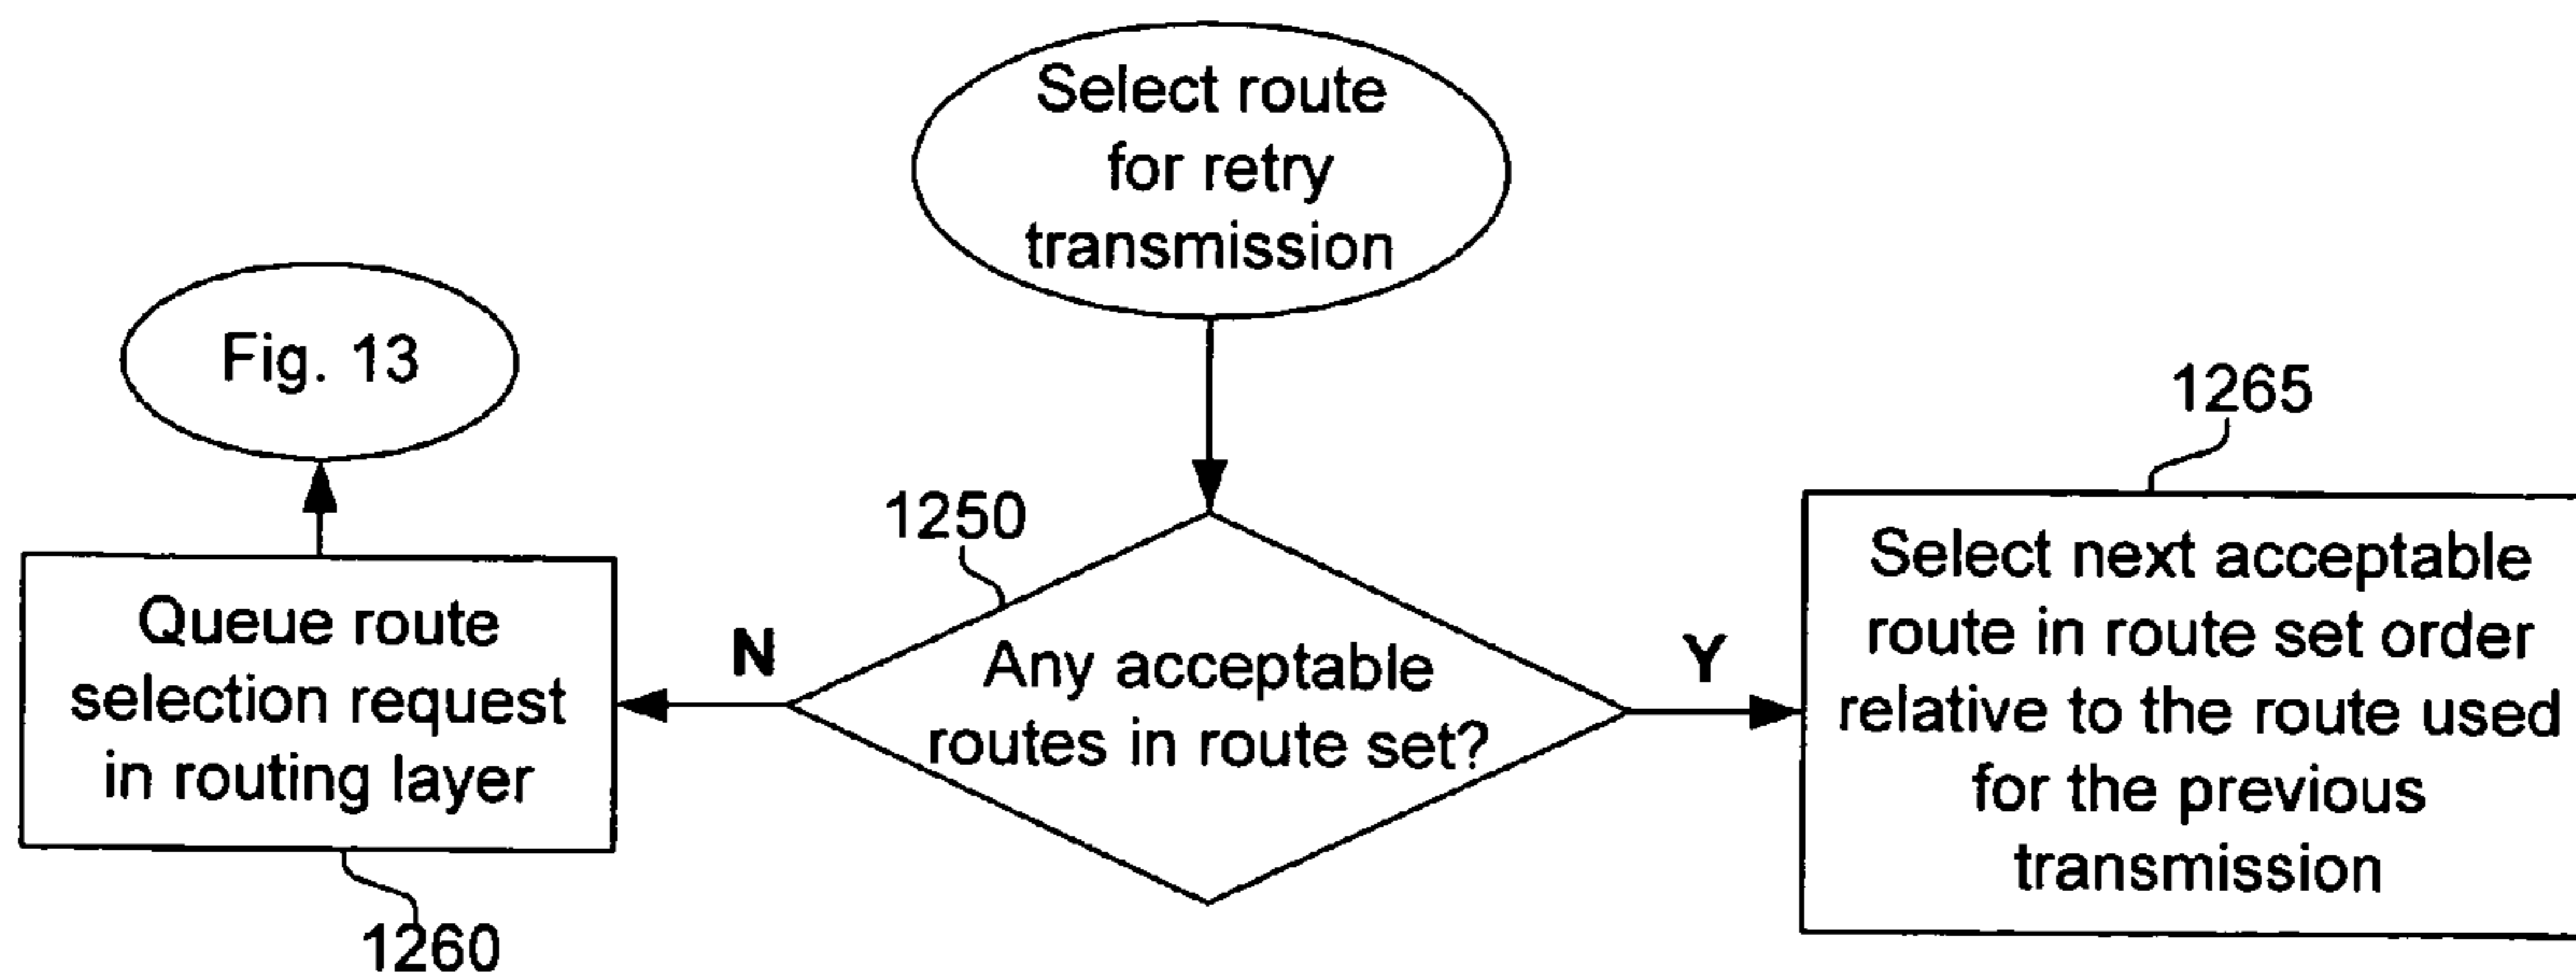 Select route
for retry
transmission
Fig. 13
1265
1250
Queue route
selection request
in routing layer
N
Any acceptable
routes in route set?
Y
Select next acceptable
route in route set order
relative to the route used
for the previous
transmission
1260